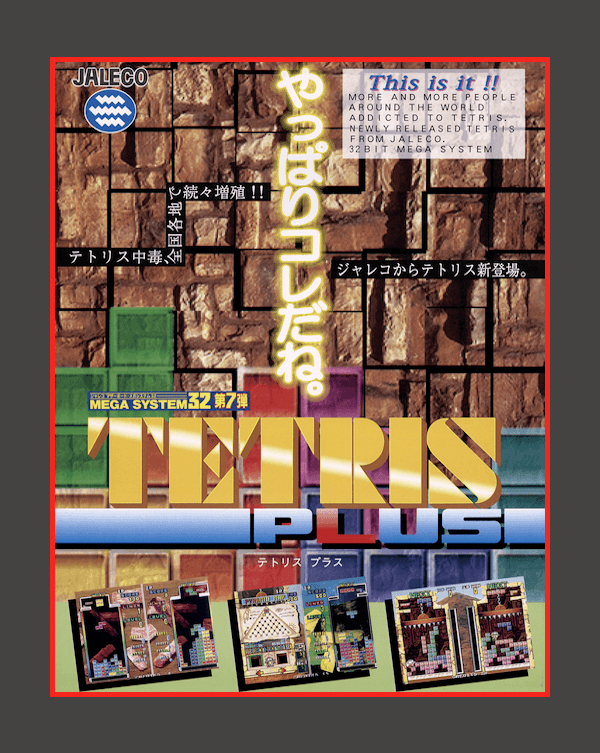 JALECO
やっぱりコレだね。
This is it !!
MORE AND MORE PEOPLE
AROUND THE WORLD
ADDICTED TO TETRIS.
NEWLY RELEASED TETRIS
FROM JALECO.
32BIT MEGA SYSTEM
テトリス中毒、全国各地で続々増殖!!
ジャレコからテトリス新登場。
MEGA SYSTEM32 第7弾
TETRIS
PLUS
テトリス プラス